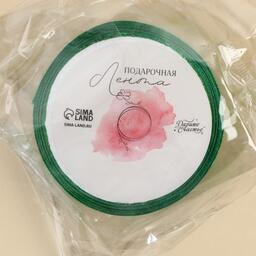 ПОДАРОЧНАЯ
Лента
SIMA
LAND
SIMA-LAND.RU
Дарите
Счастье